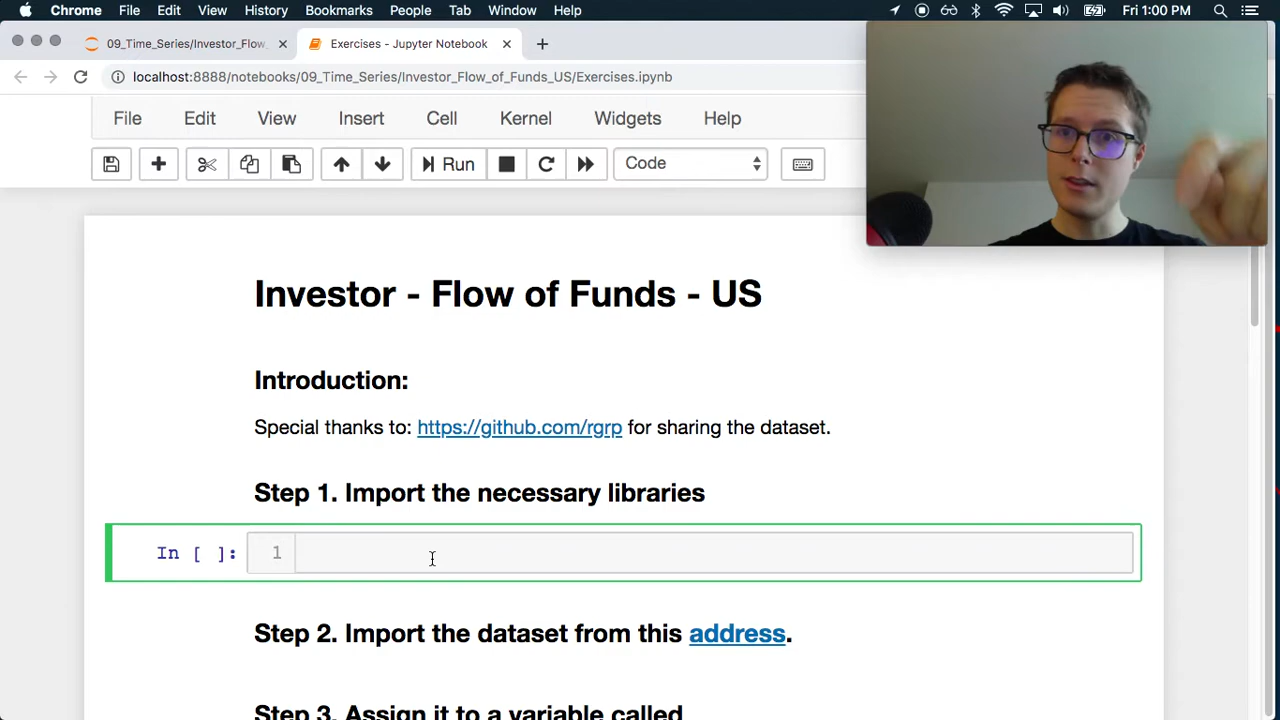 Chrome File Edit View History Bookmarks People Tab Window Help Fri 1:00 PM
09_Time_Series/Investor_Flow_ Exercises - Jupyter Notebook
localhost:8888/notebooks/09_Time_Series/Investor_Flow_of_Funds_US/Exercises.ipynb
File Edit View Insert Cell Kernel Widgets Help
Run Code
Investor - Flow of Funds - US
Introduction:
Special thanks to: https://github.com/rgrp for sharing the dataset.
Step 1. Import the necessary libraries
In [ ]: 1
Step 2. Import the dataset from this address.
Step 3. Assign it to a variable called